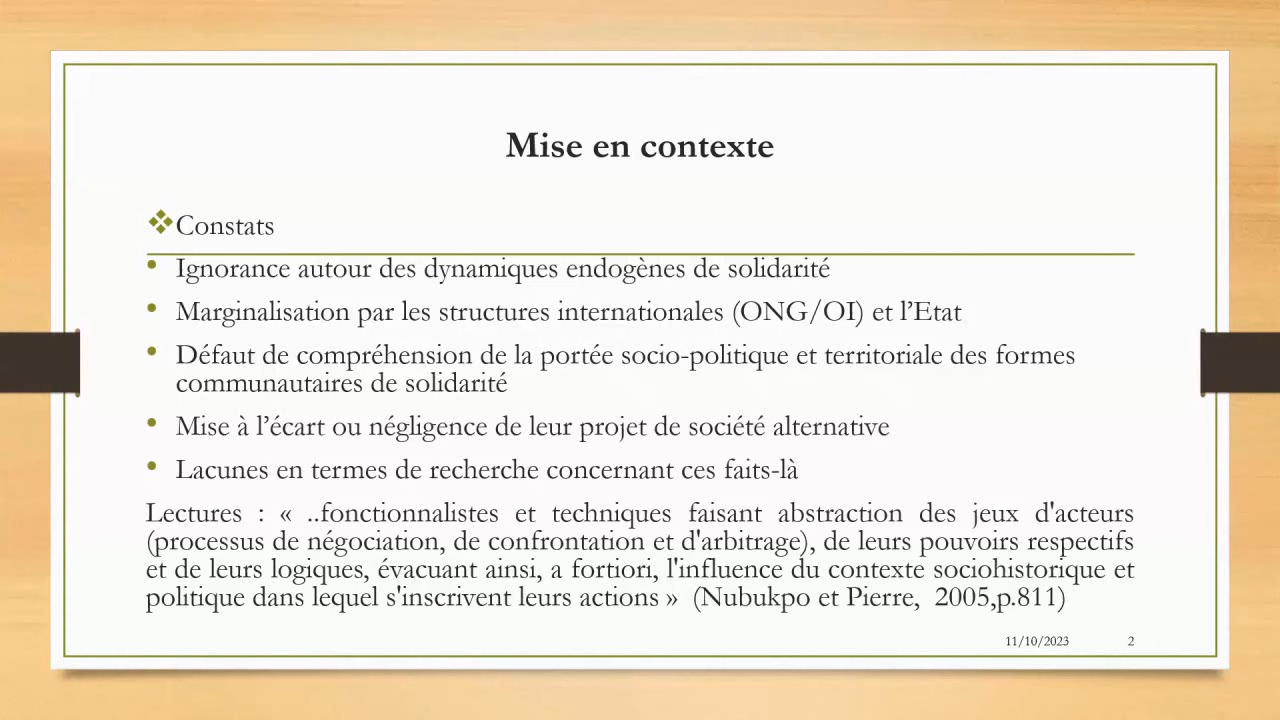 Mise en contexte
Constats
Ignorance autour des dynamiques endogènes de solidarité
Marginalisation par les structures internationales (ONG/OI) et l’Etat
Défaut de compréhension de la portée socio-politique et territoriale des formes
communautaires de solidarité
Mise à l’écart ou négligence de leur projet de société alternative
Lacunes en termes de recherche concernant ces faits-là
Lectures : « ..fonctionnalistes et techniques faisant abstraction des jeux d'acteurs
(processus de négociation, de confrontation et d'arbitrage), de leurs pouvoirs respectifs
et de leurs logiques, évacuant ainsi, a fortiori, l'influence du contexte sociohistorique et
politique dans lequel s'inscrivent leurs actions » (Nubukpo et Pierre, 2005,p.811)
11/10/2023 2